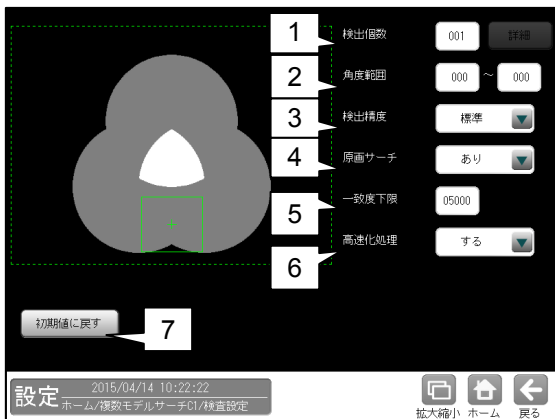 1 検出個数 001 詳細
2 角度範囲 000 ~ 000
3 検出精度 標準
4 原画サーチ あり
5 一致度下限 05000
6 高速化処理 する
初期値に戻す 7
設定 2015/04/14 10:22:22
ホーム/複数モデルサーチC1/検査設定
拡大縮小 ホーム 戻る